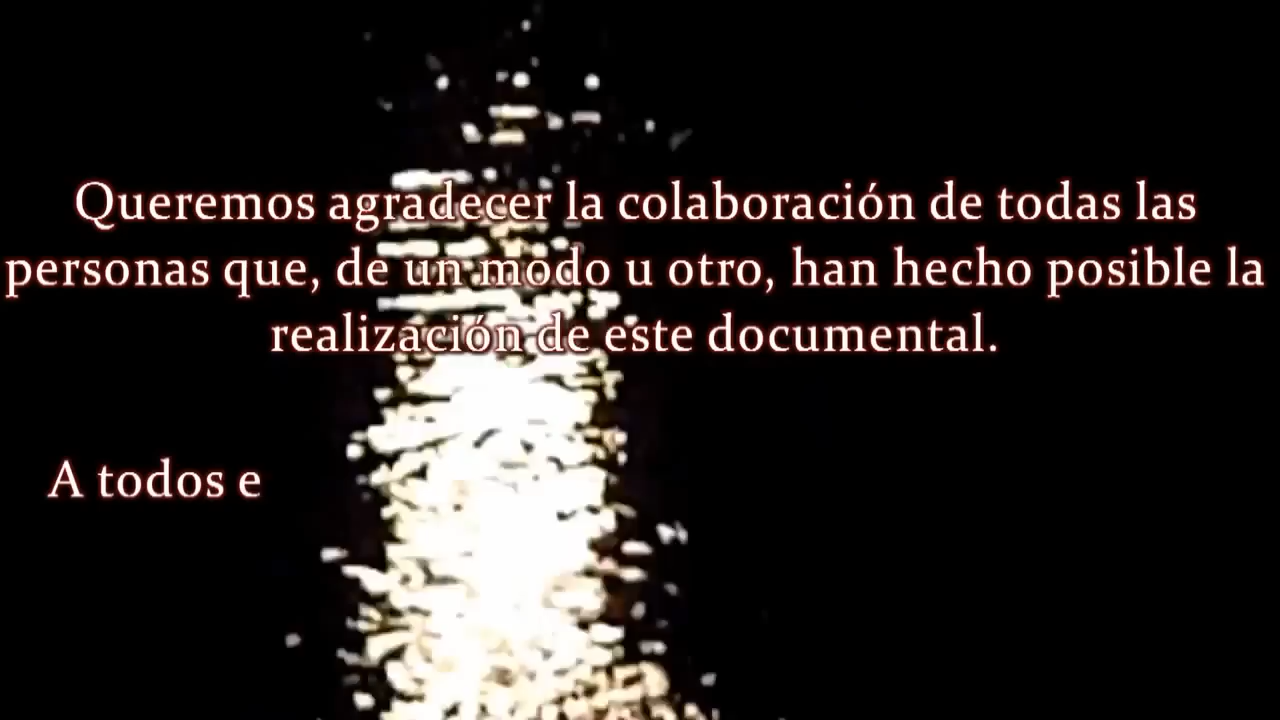 Queremos agradecer la colaboración de todas las
personas que, de un modo u otro, han hecho posible la
realización de este documental.
A todos e